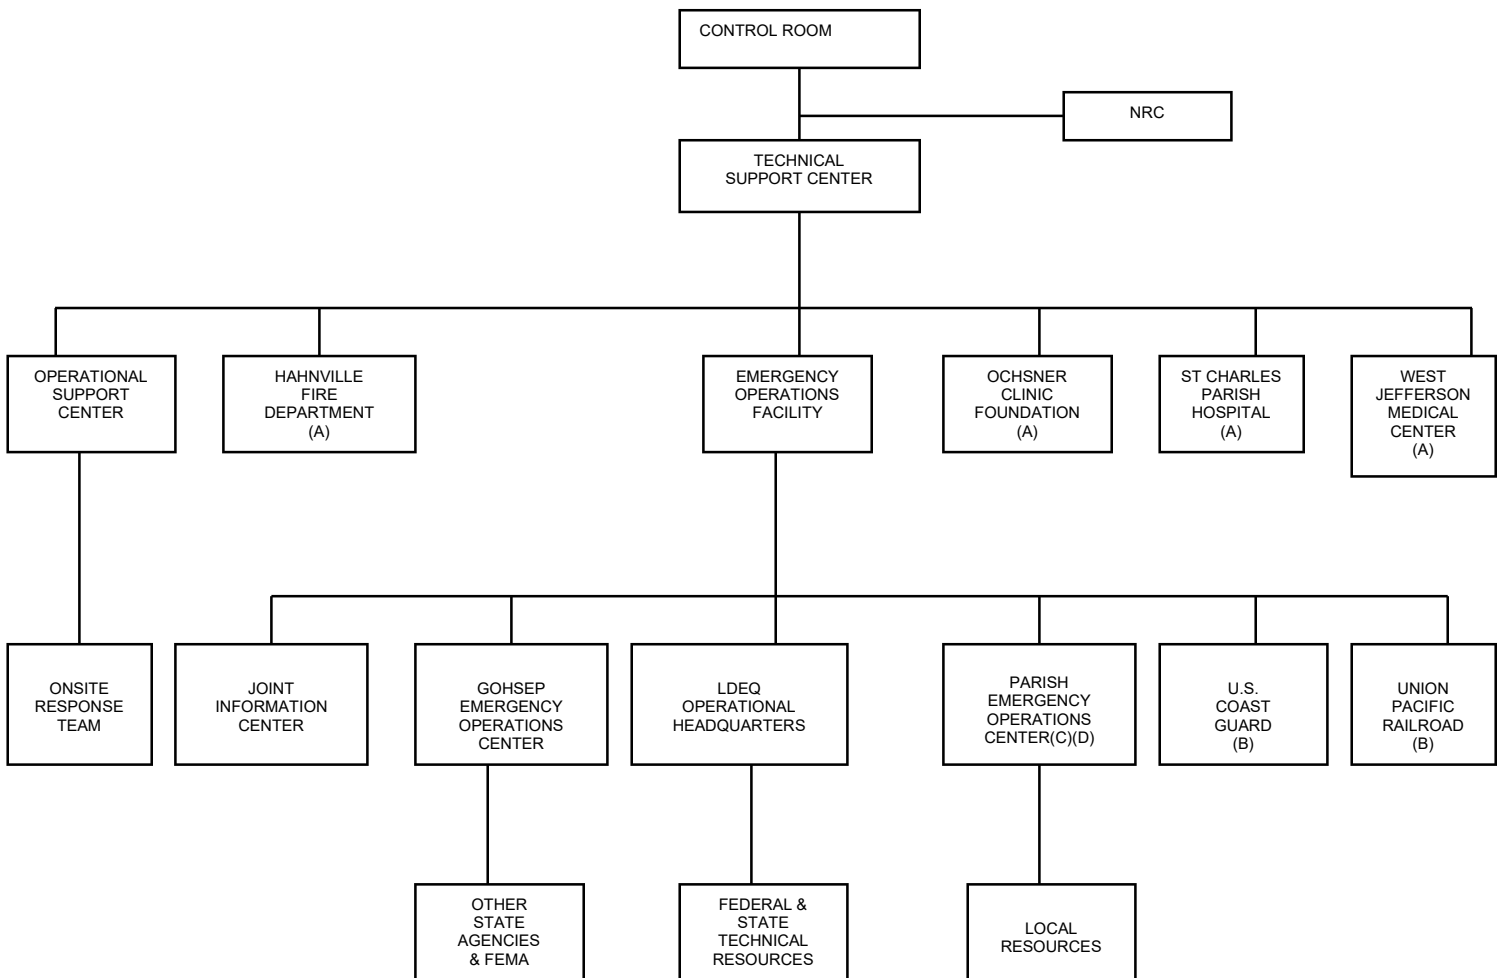 CONTROL ROOM
NRC
TECHNICAL
SUPPORT CENTER
OPERATIONAL
SUPPORT
CENTER
HAHNVILLE
FIRE
DEPARTMENT
(A)
EMERGENCY
OPERATIONS
FACILITY
OCHSNER
CLINIC
FOUNDATION
(A)
ST CHARLES
PARISH
HOSPITAL
(A)
WEST
JEFFERSON
MEDICAL
CENTER
(A)
ONSITE
RESPONSE
TEAM
JOINT
INFORMATION
CENTER
GOHSEP
EMERGENCY
OPERATIONS
CENTER
LDEQ
OPERATIONAL
HEADQUARTERS
PARISH
EMERGENCY
OPERATIONS
CENTER(C)(D)
U.S.
COAST
GUARD
(B)
UNION
PACIFIC
RAILROAD
(B)
OTHER
STATE
AGENCIES
& FEMA
FEDERAL &
STATE
TECHNICAL
RESOURCES
LOCAL
RESOURCES